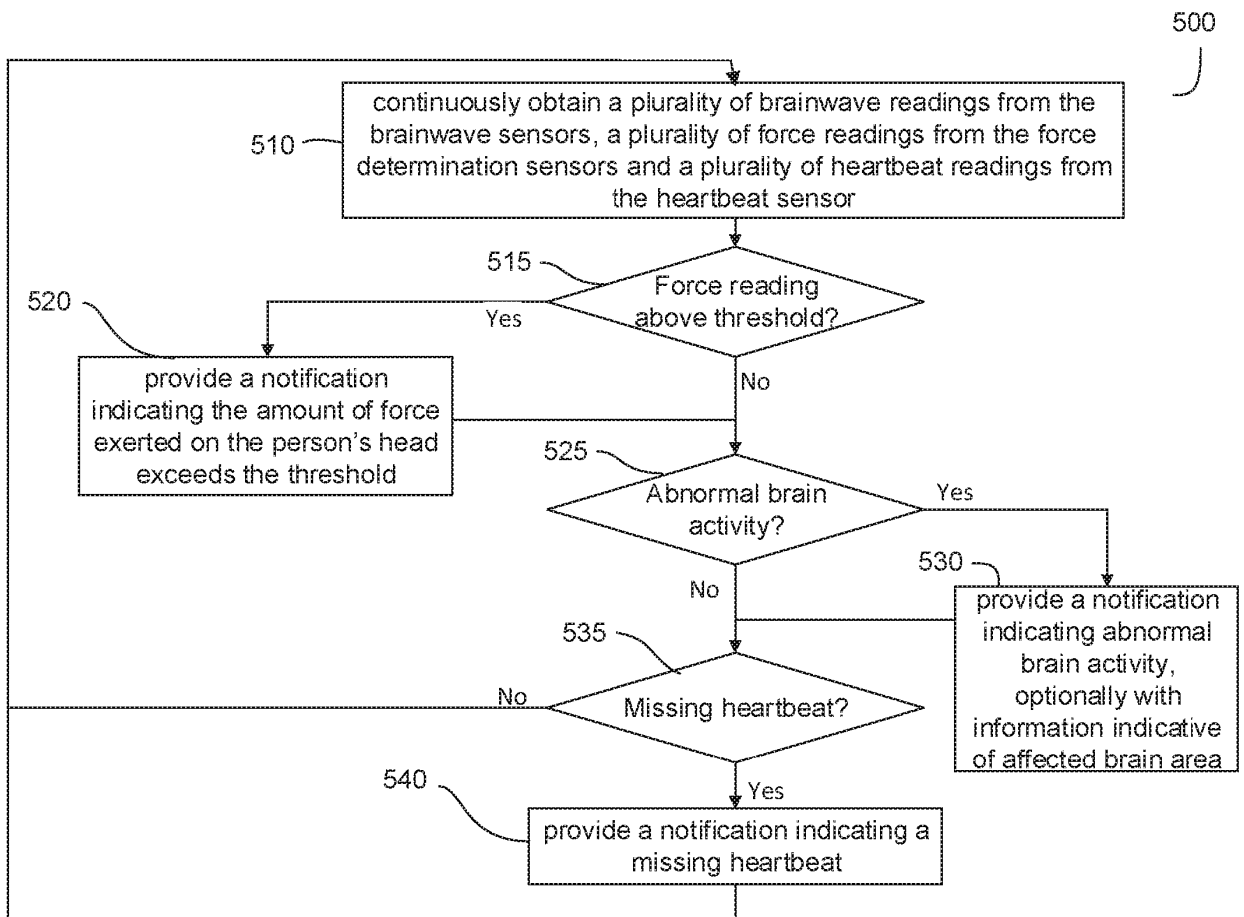 500
continuously obtain a plurality of brainwave readings from the
brainwave sensors, a plurality of force readings from the force
determination sensors and a plurality of heartbeat readings from
the heartbeat sensor
510
515
Force reading
above threshold?
Yes
No
520
provide a notification
indicating the amount of force
exerted on the person's head
exceeds the threshold
525
Abnormal brain
activity?
Yes
No
530
provide a notification
indicating abnormal
brain activity,
optionally with
information indicative
of affected brain area
535
Missing heartbeat?
No
Yes
540
provide a notification indicating a
missing heartbeat